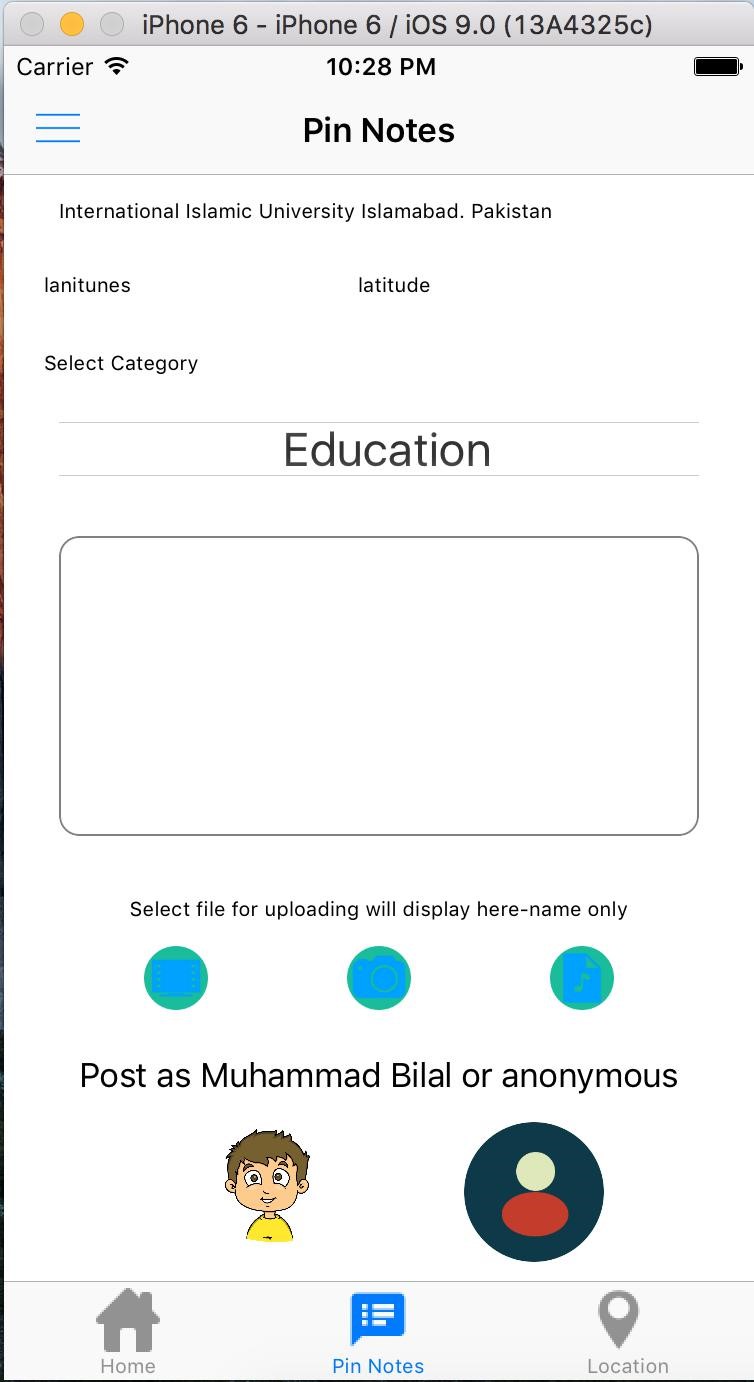 iPhone 6 - iPhone 6 / iOS 9.0 (13A4325c)
Carrier 10:28 PM
Pin Notes
International Islamic University Islamabad. Pakistan
lanitunes latitude
Select Category
Education
Select file for uploading will display here-name only
Post as Muhammad Bilal or anonymous
Home Pin Notes Location